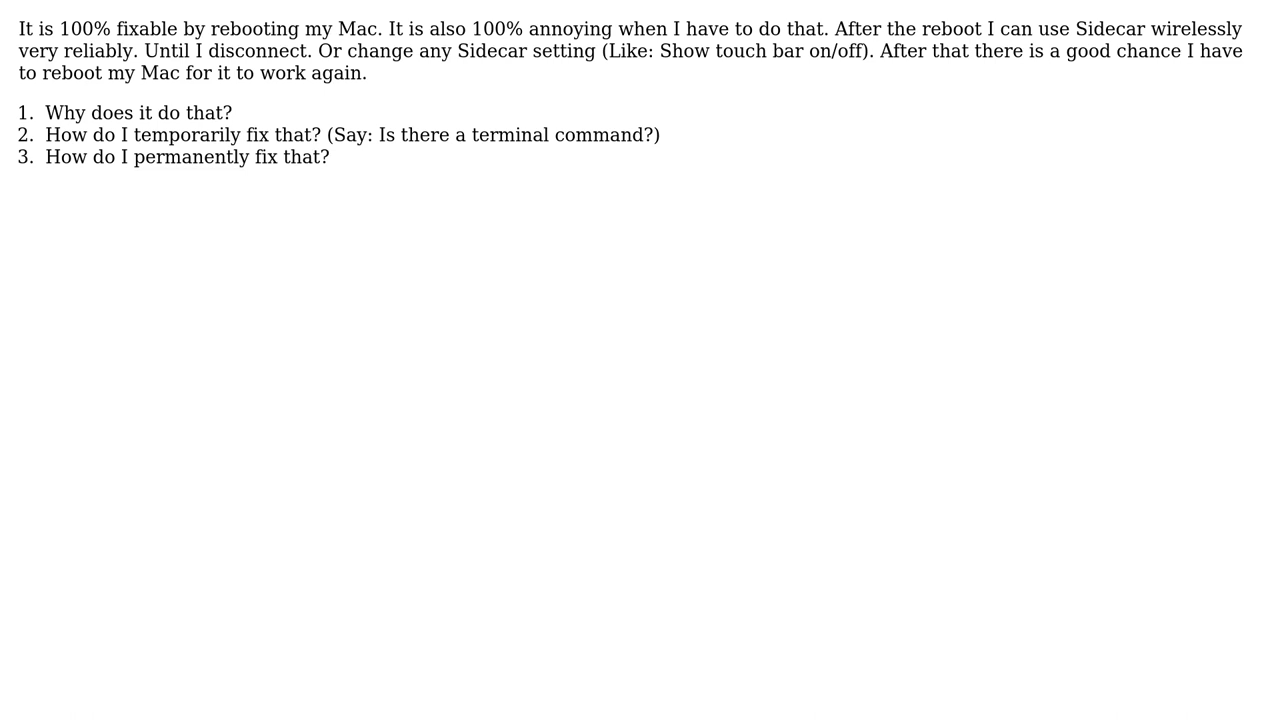 It is 100% fixable by rebooting my Mac. It is also 100% annoying when I have to do that. After the reboot I can use Sidecar wirelessly
very reliably. Until I disconnect. Or change any Sidecar setting (Like: Show touch bar on/off). After that there is a good chance I have
to reboot my Mac for it to work again.
1. Why does it do that?
2. How do I temporarily fix that? (Say: Is there a terminal command?)
3. How do I permanently fix that?